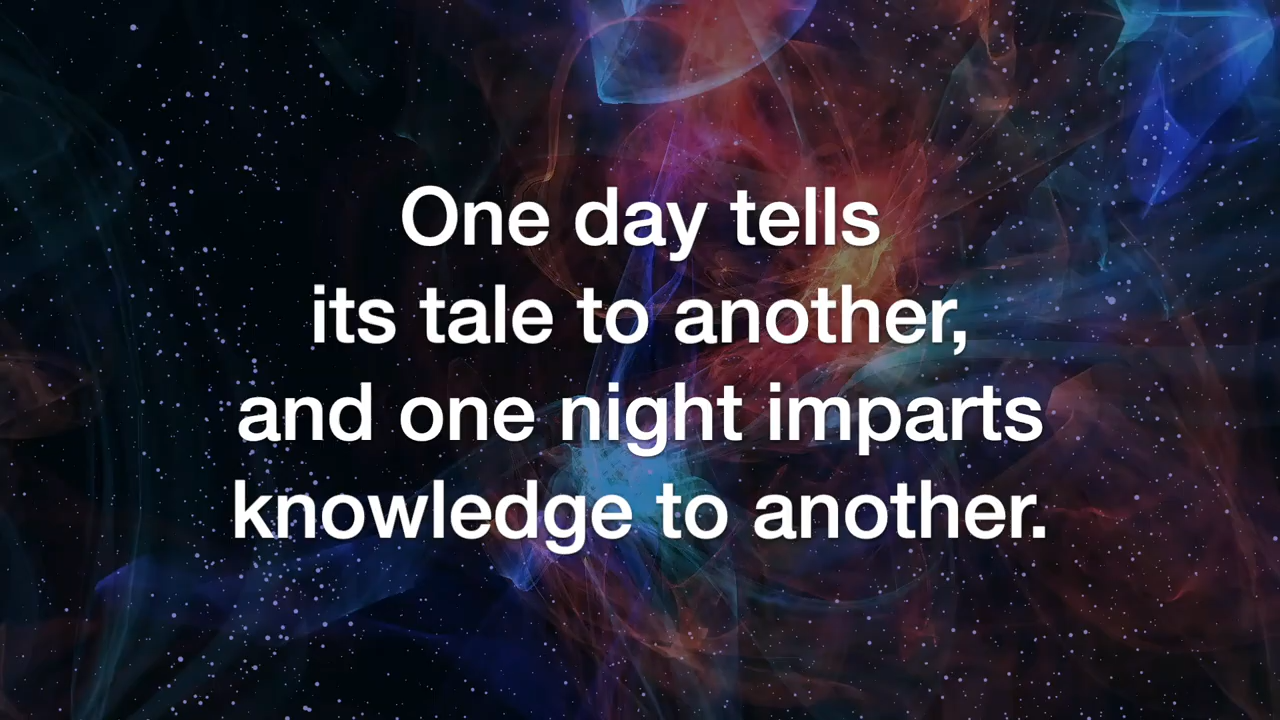 One day tells
its tale to another,
and one night imparts
knowledge to another.